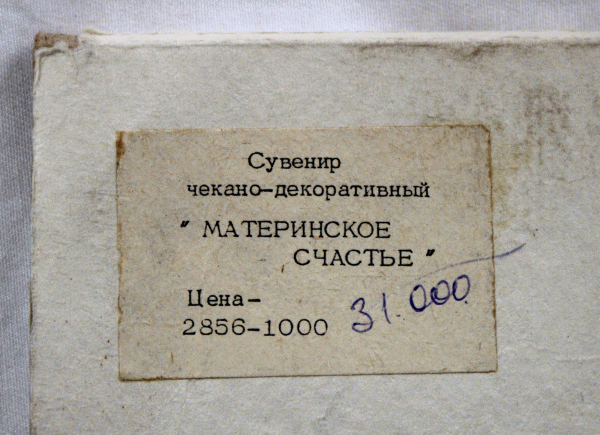 Сувенир
чекано-декоративный
" МАТЕРИНСКОЕ
СЧАСТЬЕ "
Цена-
2856-1000 31.000